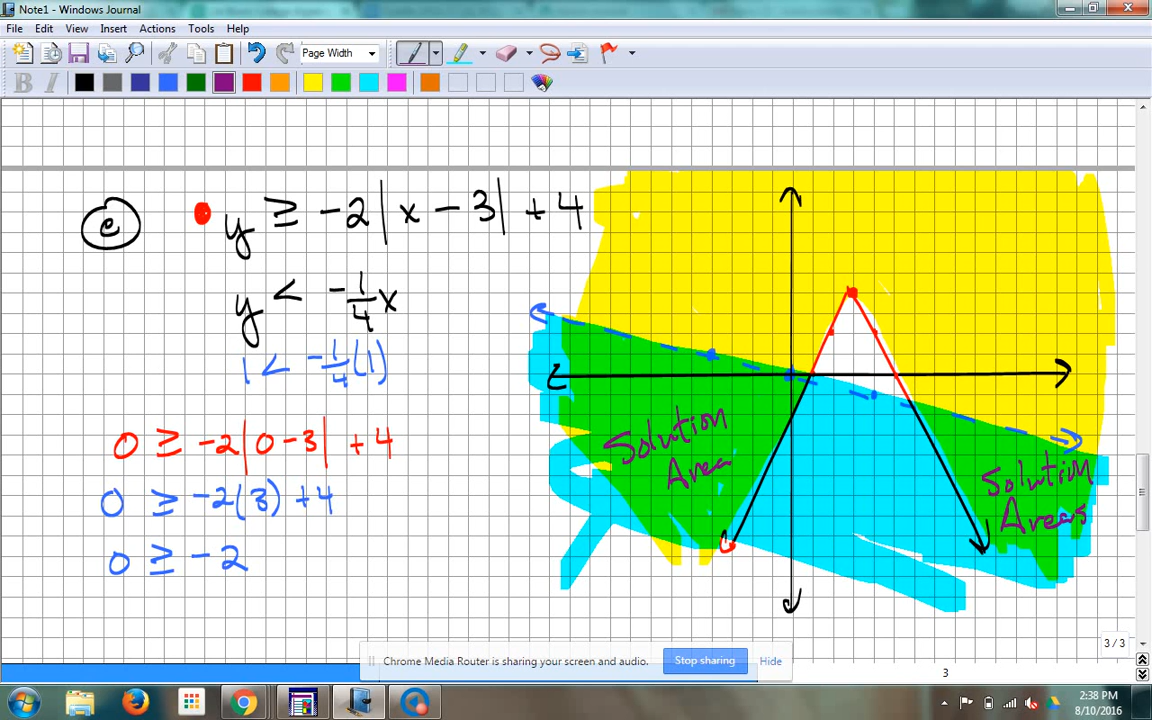 Note1 - Windows Journal
File Edit View Insert Actions Tools Help
Page Width
B I
ⓔ y ≥ -2|x - 3| + 4
y < -1/4x
1 < -1/4(1)
0 ≥ -2|0 - 3| + 4
0 ≥ -2(3) + 4
0 ≥ -2
Solution
Area
Solution
Areas
3 / 3
Chrome Media Router is sharing your screen and audio. Stop sharing Hide
3
2:38 PM
8/10/2016